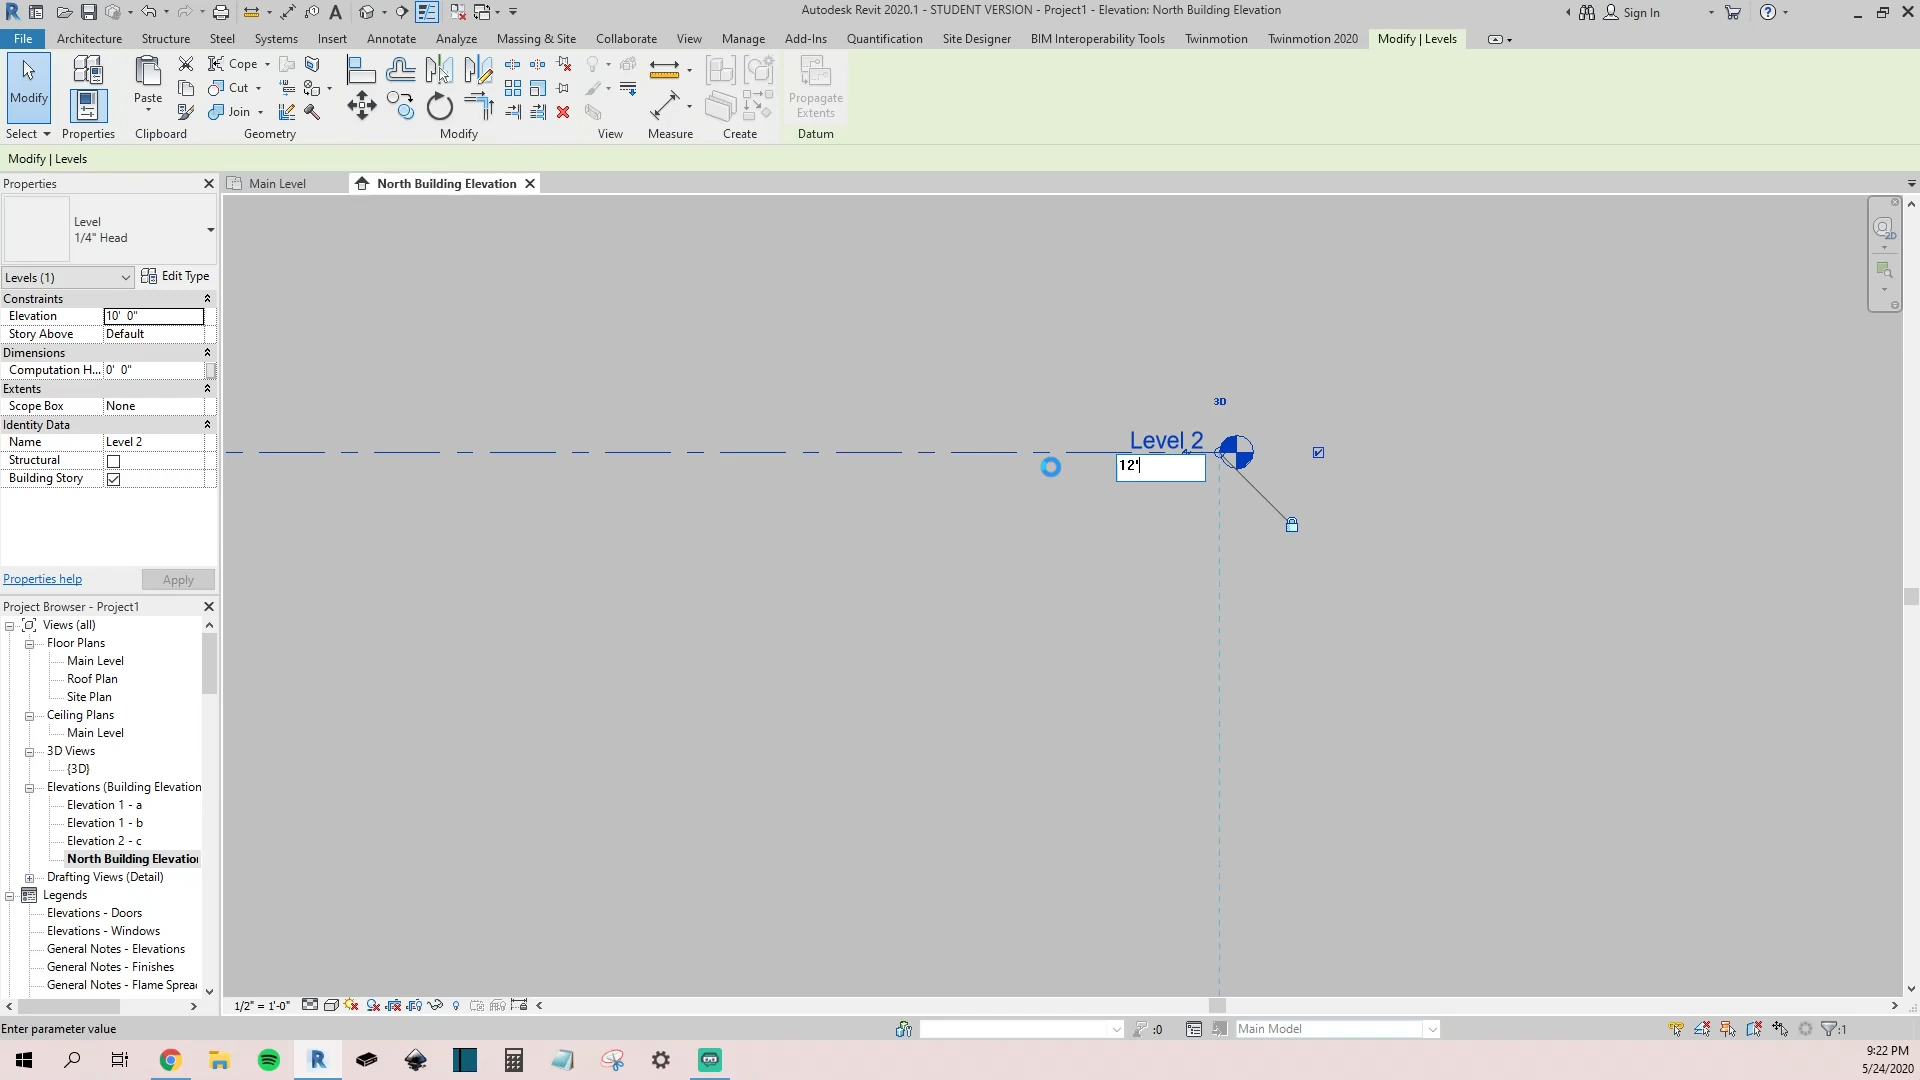 Autodesk Revit 2020.1 - STUDENT VERSION - Project1 - Elevation: North Building Elevation
Sign In
File Architecture Structure Steel Systems Insert Annotate Analyze Massing & Site Collaborate View Manage Add-Ins Quantification Site Designer BIM Interoperability Tools Twinmotion Twinmotion 2020 Modify | Levels
Modify
Paste
Cope
Cut
Join
Propagate
Extents
Select Properties Clipboard Geometry Modify View Measure Create Datum
Modify | Levels
Properties
Main Level
North Building Elevation
Level
1/4" Head
Levels (1)
Edit Type
Constraints
Elevation 10' 0"
Story Above Default
Dimensions
Computation H... 0' 0"
Extents
Scope Box None
Identity Data
Name Level 2
Structural
Building Story
Properties help
Apply
3D
Level 2
12'
2D
Project Browser - Project1
Views (all)
Floor Plans
Main Level
Roof Plan
Site Plan
Ceiling Plans
Main Level
3D Views
{3D}
Elevations (Building Elevation
Elevation 1 - a
Elevation 1 - b
Elevation 2 - c
North Building Elevatio
Drafting Views (Detail)
Legends
Elevations - Doors
Elevations - Windows
General Notes - Elevations
General Notes - Finishes
General Notes - Flame Sprea
1/2" = 1'-0"
Enter parameter value
:0
Main Model
:1
9:22 PM
5/24/2020